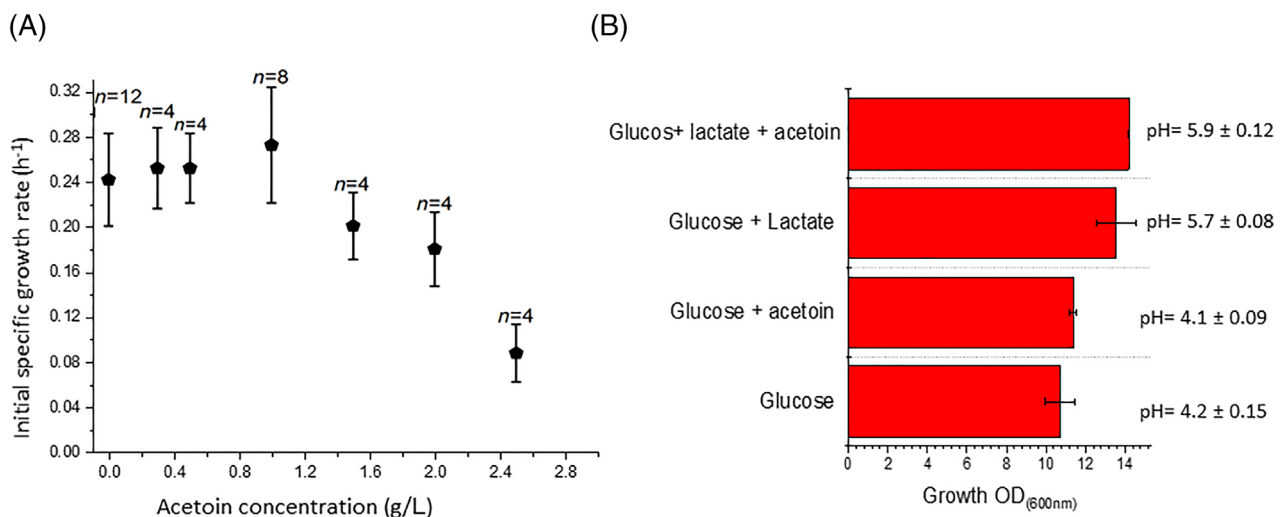 (A)
n=12
n=4
n=4
n=8
n=4
n=4
n=4
0.32
0.28
0.24
0.20
0.16
0.12
0.08
0.04
0.00
Initial specific growth rate (h-1)
0.0 0.4 0.8 1.2 1.6 2.0 2.4 2.8
Acetoin concentration (g/L)
(B)
Glucos+ lactate + acetoin
pH= 5.9 ± 0.12
Glucose + Lactate
pH= 5.7 ± 0.08
Glucose + acetoin
pH= 4.1 ± 0.09
Glucose
pH= 4.2 ± 0.15
0 2 4 6 8 10 12 14
Growth OD(600nm)